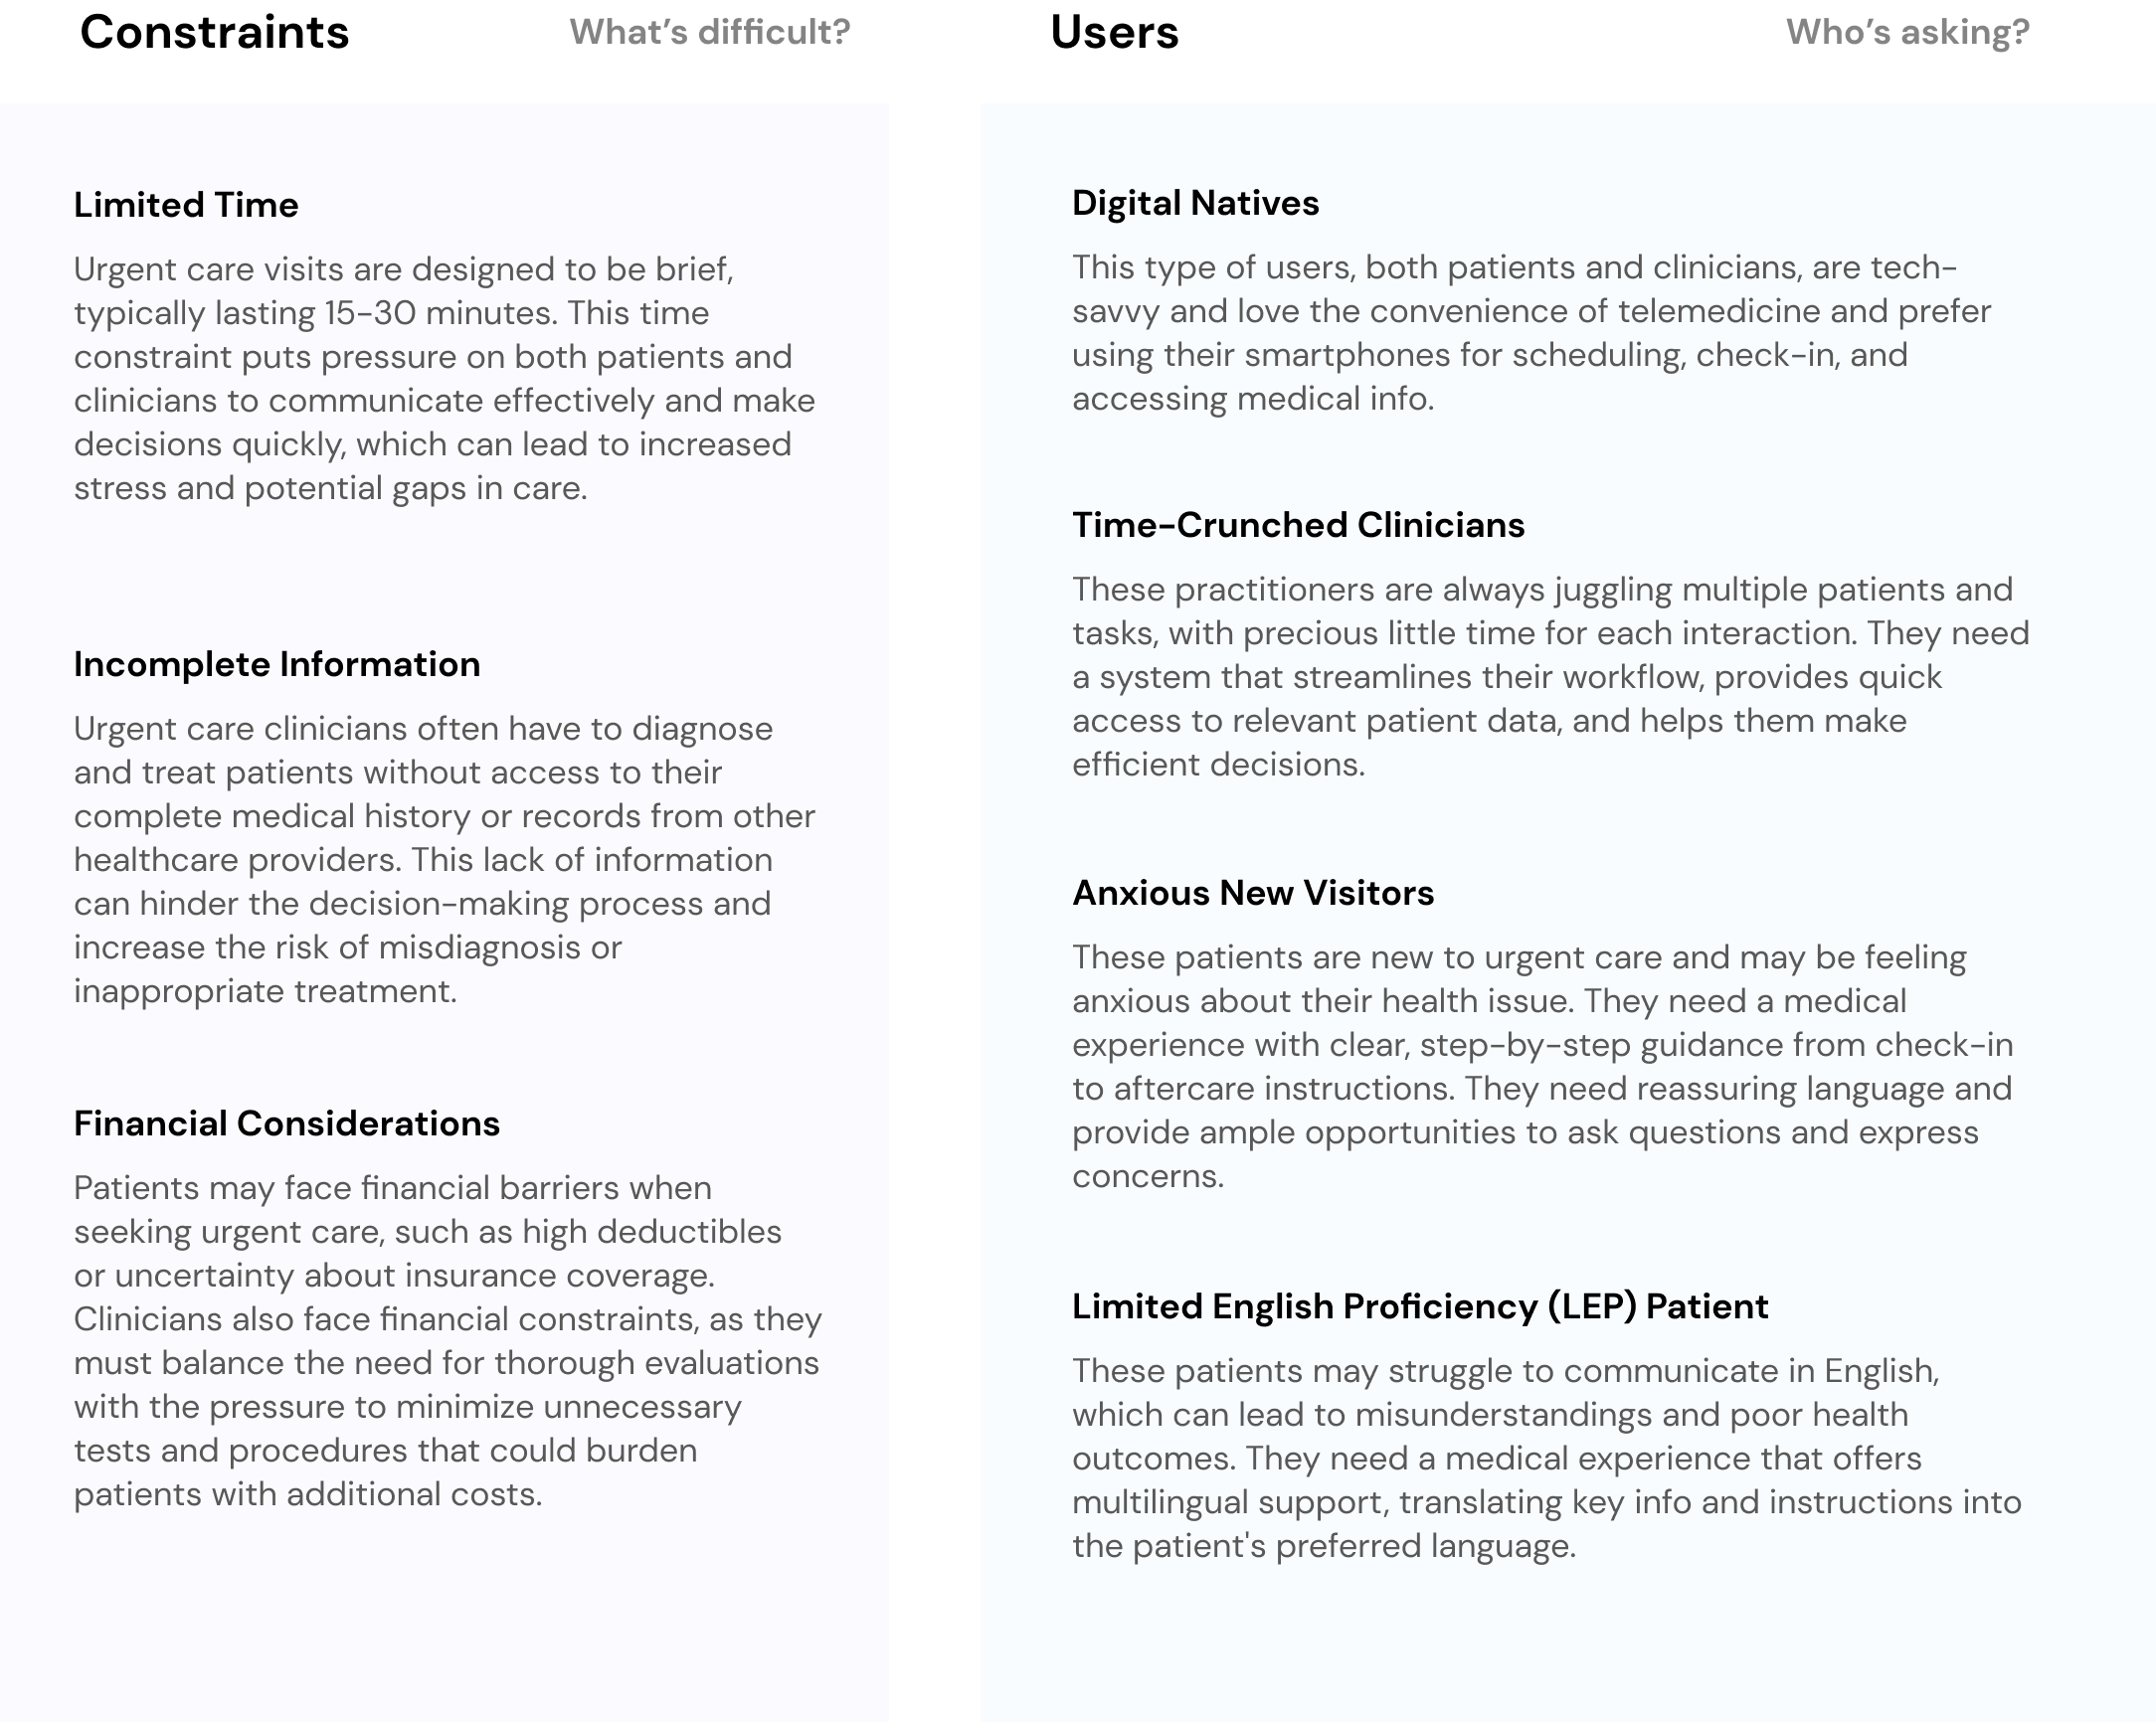 Constraints
What’s difficult?
Limited Time
Urgent care visits are designed to be brief,
typically lasting 15-30 minutes. This time
constraint puts pressure on both patients and
clinicians to communicate effectively and make
decisions quickly, which can lead to increased
stress and potential gaps in care.
Incomplete Information
Urgent care clinicians often have to diagnose
and treat patients without access to their
complete medical history or records from other
healthcare providers. This lack of information
can hinder the decision-making process and
increase the risk of misdiagnosis or
inappropriate treatment.
Financial Considerations
Patients may face financial barriers when
seeking urgent care, such as high deductibles
or uncertainty about insurance coverage.
Clinicians also face financial constraints, as they
must balance the need for thorough evaluations
with the pressure to minimize unnecessary
tests and procedures that could burden
patients with additional costs.
Users
Who’s asking?
Digital Natives
This type of users, both patients and clinicians, are tech-
savvy and love the convenience of telemedicine and prefer
using their smartphones for scheduling, check-in, and
accessing medical info.
Time-Crunched Clinicians
These practitioners are always juggling multiple patients and
tasks, with precious little time for each interaction. They need
a system that streamlines their workflow, provides quick
access to relevant patient data, and helps them make
efficient decisions.
Anxious New Visitors
These patients are new to urgent care and may be feeling
anxious about their health issue. They need a medical
experience with clear, step-by-step guidance from check-in
to aftercare instructions. They need reassuring language and
provide ample opportunities to ask questions and express
concerns.
Limited English Proficiency (LEP) Patient
These patients may struggle to communicate in English,
which can lead to misunderstandings and poor health
outcomes. They need a medical experience that offers
multilingual support, translating key info and instructions into
the patient's preferred language.